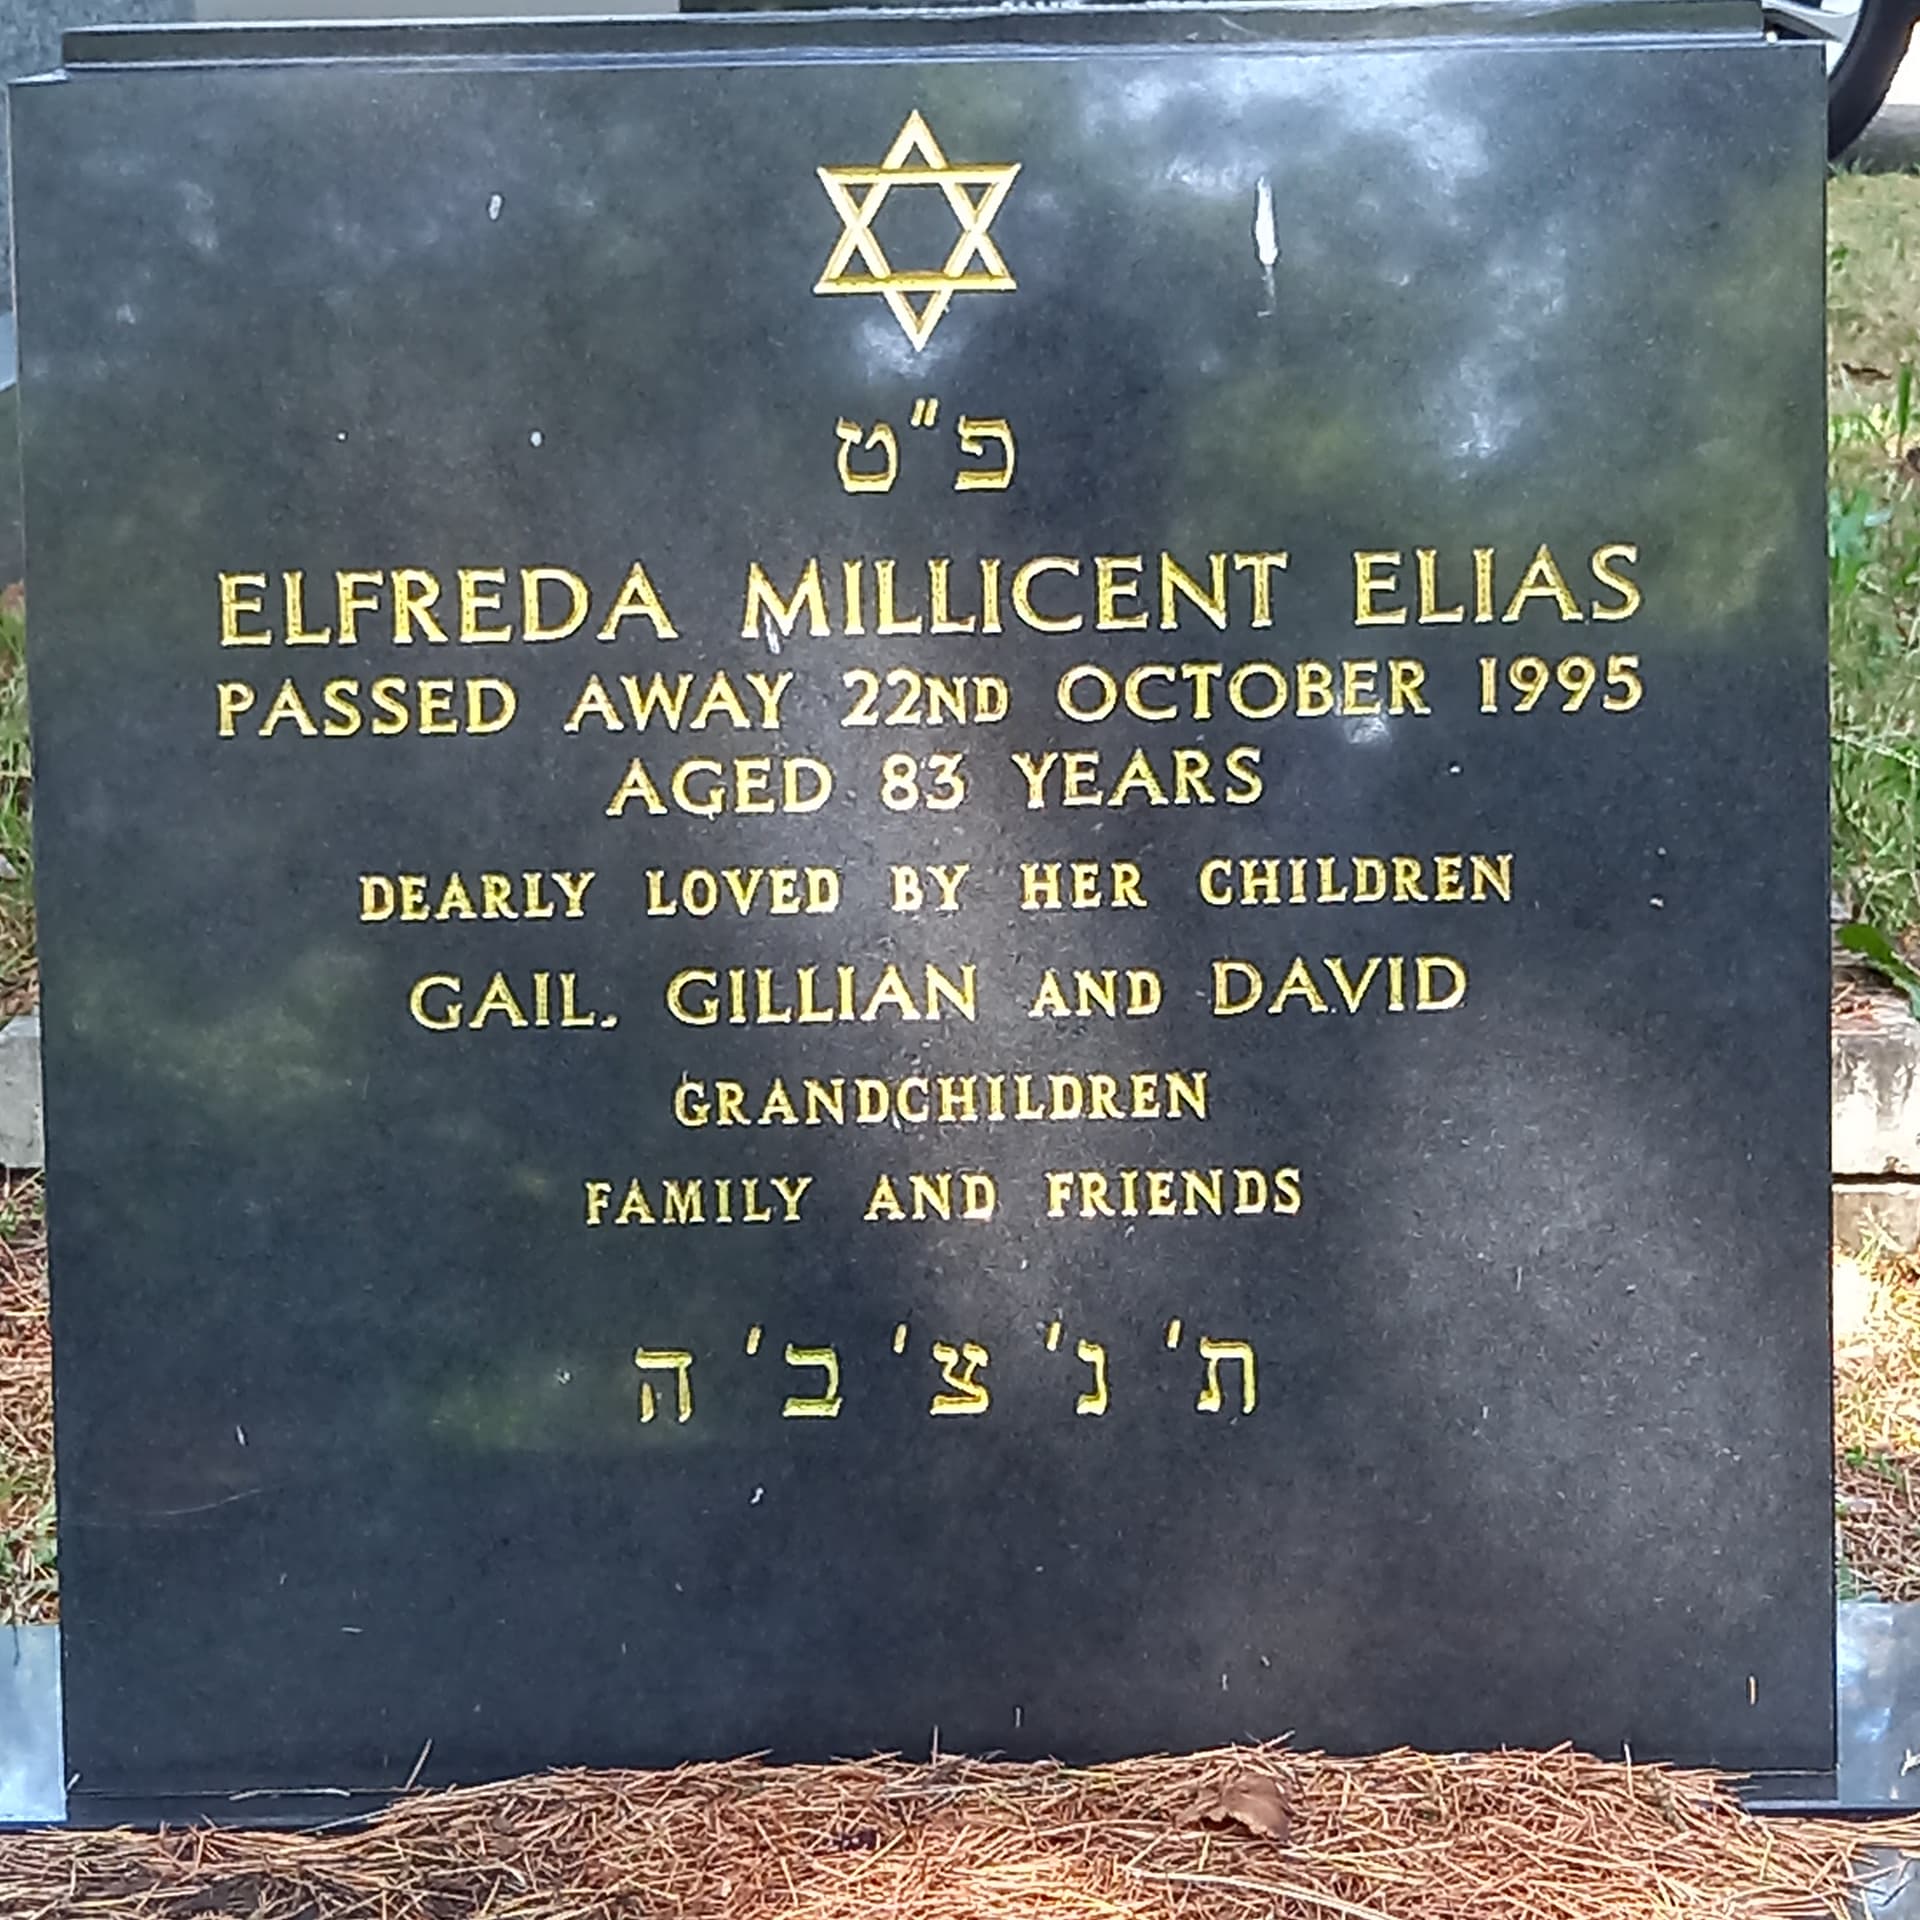 פ"ט
ELFREDA MILLICENT ELIAS
PASSED AWAY 22ND OCTOBER 1995
AGED 83 YEARS
DEARLY LOVED BY HER CHILDREN
GAIL, GILLIAN AND DAVID
GRANDCHILDREN
FAMILY AND FRIENDS
ת' נ' צ' ב' ה